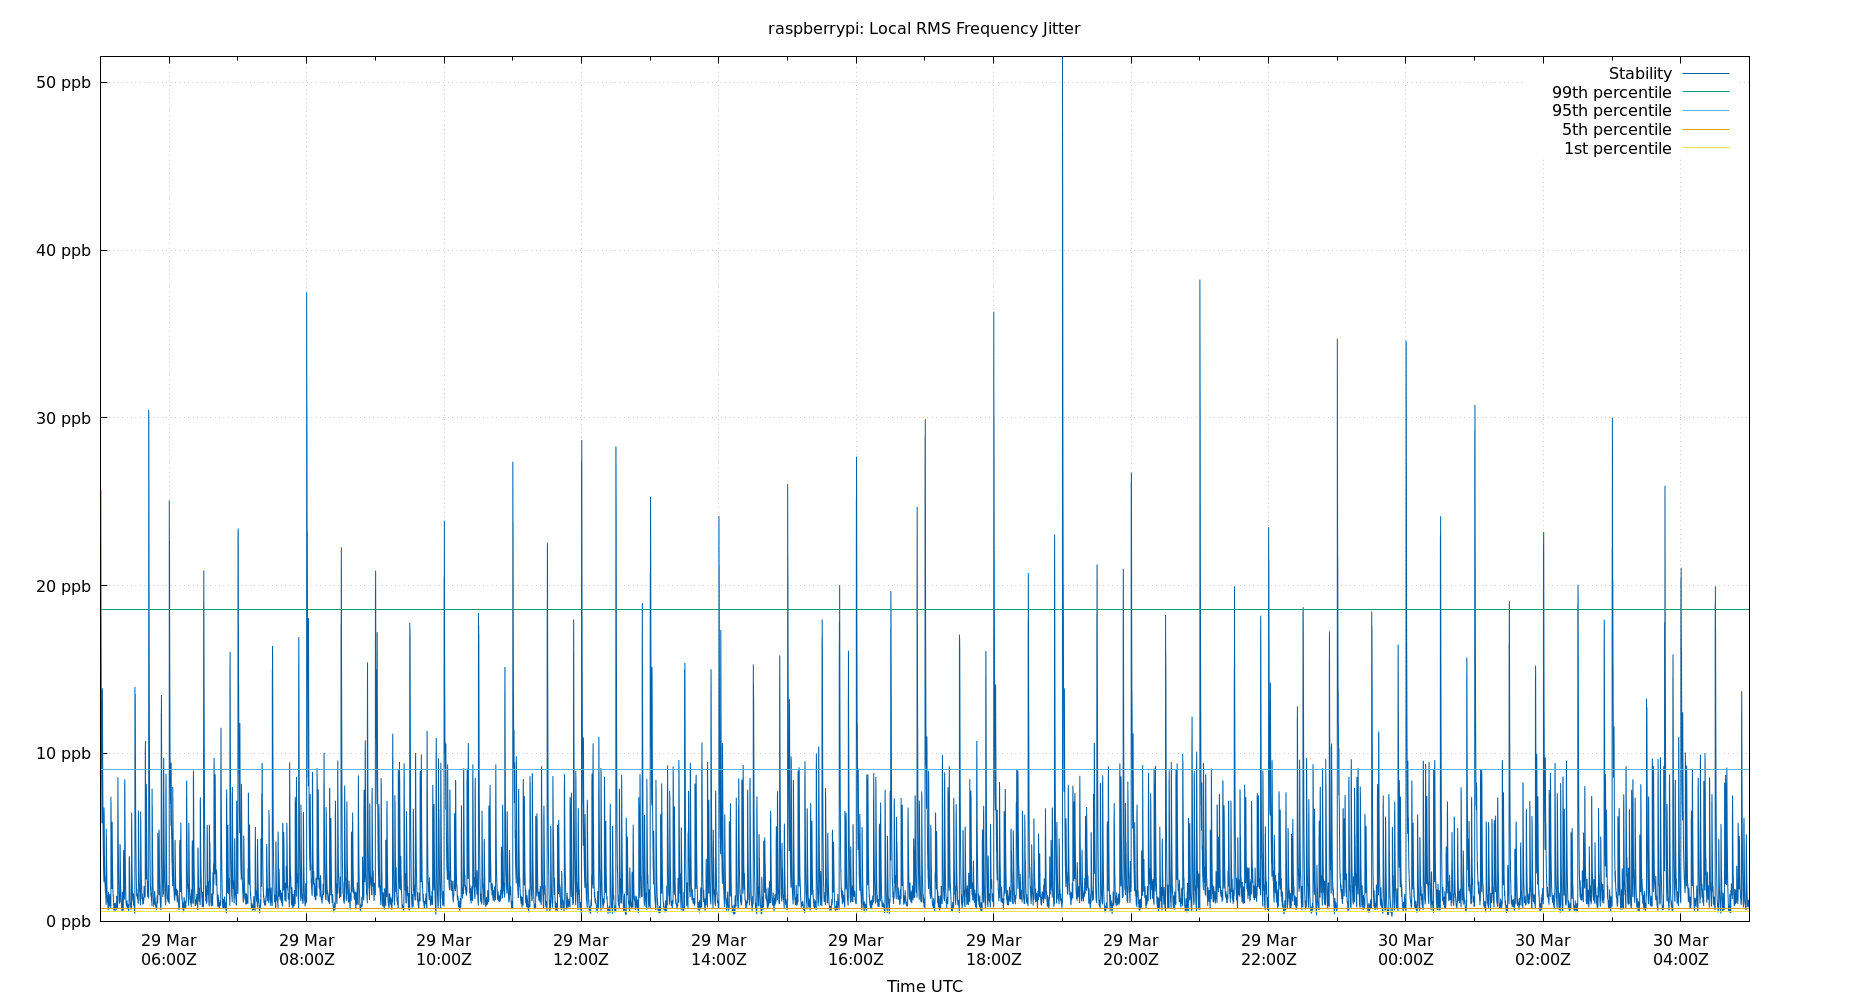 raspberrypi: Local RMS Frequency Jitter
50 ppb
40 ppb
30 ppb
20 ppb
10 ppb
0 ppb
Stability
99th percentile
95th percentile
5th percentile
1st percentile
29 Mar
06:00Z
29 Mar
08:00Z
29 Mar
10:00Z
29 Mar
12:00Z
29 Mar
14:00Z
29 Mar
16:00Z
29 Mar
18:00Z
29 Mar
20:00Z
29 Mar
22:00Z
30 Mar
00:00Z
30 Mar
02:00Z
30 Mar
04:00Z
Time UTC